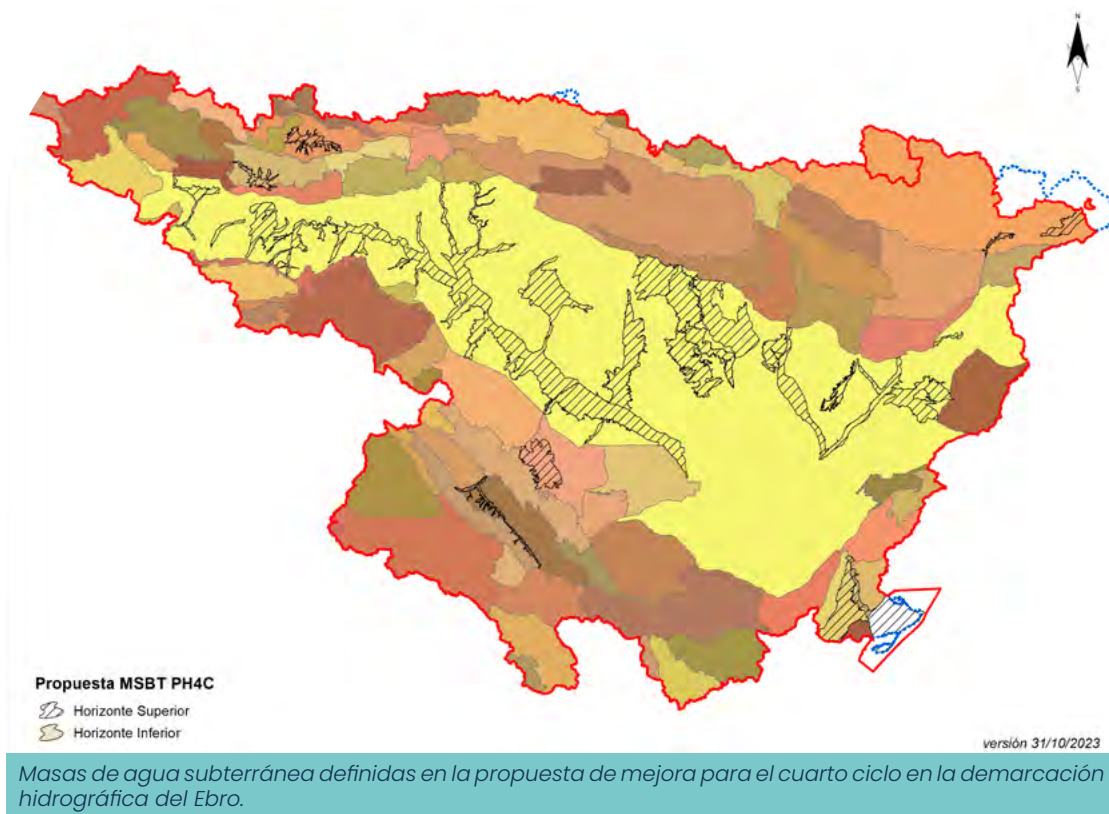 N
S
Propuesta MSBT PH4C
Horizonte Superior
Horizonte Inferior
versión 31/10/2023
Masas de agua subterránea definidas en la propuesta de mejora para el cuarto ciclo en la demarcación
hidrográfica del Ebro.